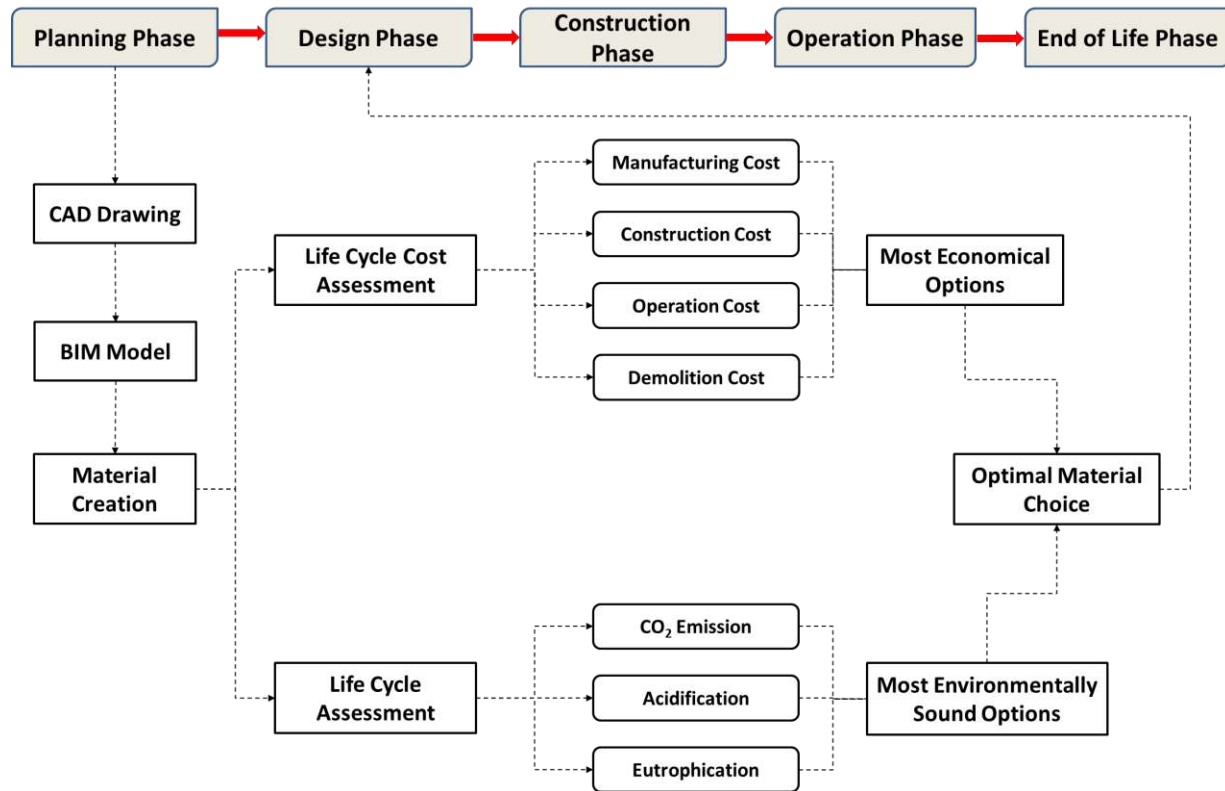 Planning Phase
Design Phase
Construction
Phase
Operation Phase
End of Life Phase
CAD Drawing
BIM Model
Material
Creation
Life Cycle Cost
Assessment
Manufacturing Cost
Construction Cost
Operation Cost
Demolition Cost
Most Economical
Options
Optimal Material
Choice
Life Cycle
Assessment
CO₂ Emission
Acidification
Eutrophication
Most Environmentally
Sound Options